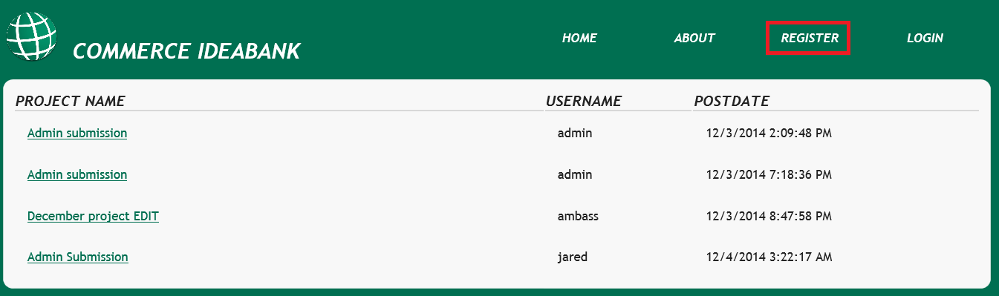 COMMERCE IDEABANK HOME ABOUT REGISTER LOGIN
PROJECT NAME USERNAME POSTDATE
Admin submission admin 12/3/2014 2:09:48 PM
Admin submission admin 12/3/2014 7:18:36 PM
December project EDIT ambass 12/3/2014 8:47:58 PM
Admin Submission jared 12/4/2014 3:22:17 AM